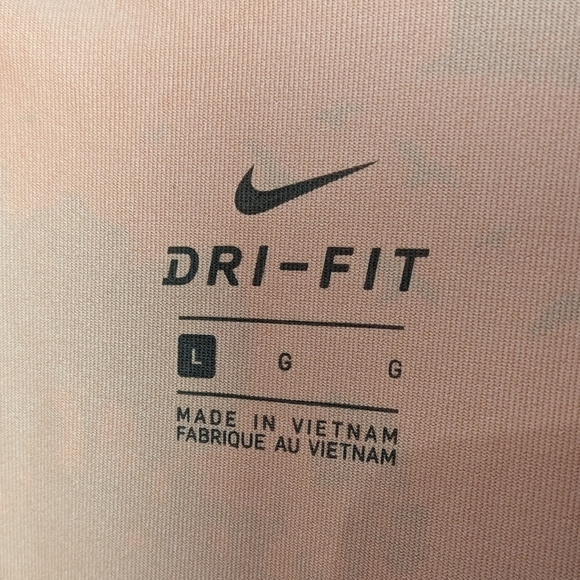 DRI-FIT
L G G
MADE IN VIETNAM
FABRIQUE AU VIETNAM